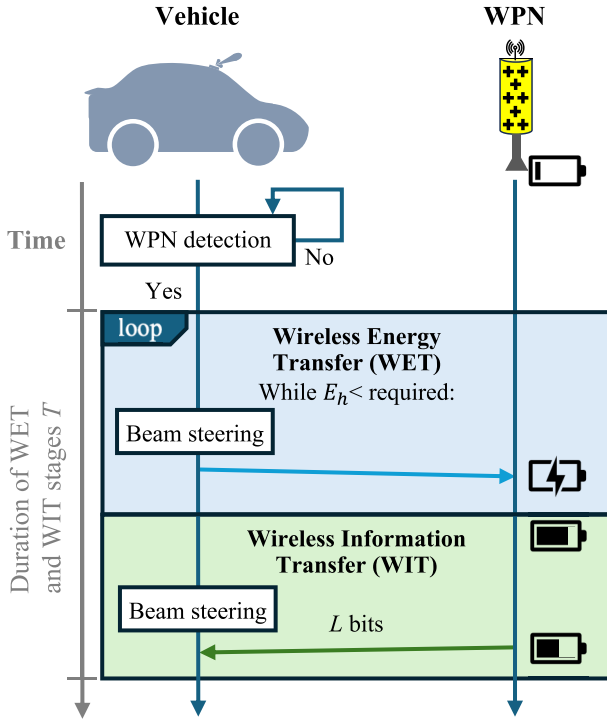 Vehicle
WPN
Time
WPN detection
No
Yes
loop
Wireless Energy
Transfer (WET)
While E_h< required:
Beam steering
Duration of WET
and WIT stages T
Wireless Information
Transfer (WIT)
Beam steering
L bits